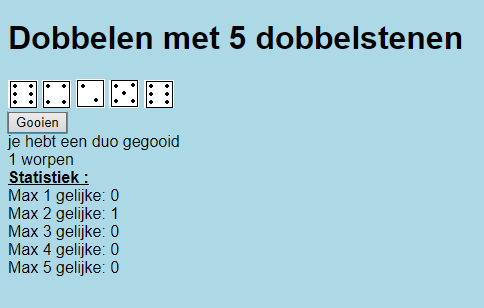 Dobbelen met 5 dobbelstenen
Gooien
je hebt een duo gegooid
1 worpen
Statistiek :
Max 1 gelijke: 0
Max 2 gelijke: 1
Max 3 gelijke: 0
Max 4 gelijke: 0
Max 5 gelijke: 0